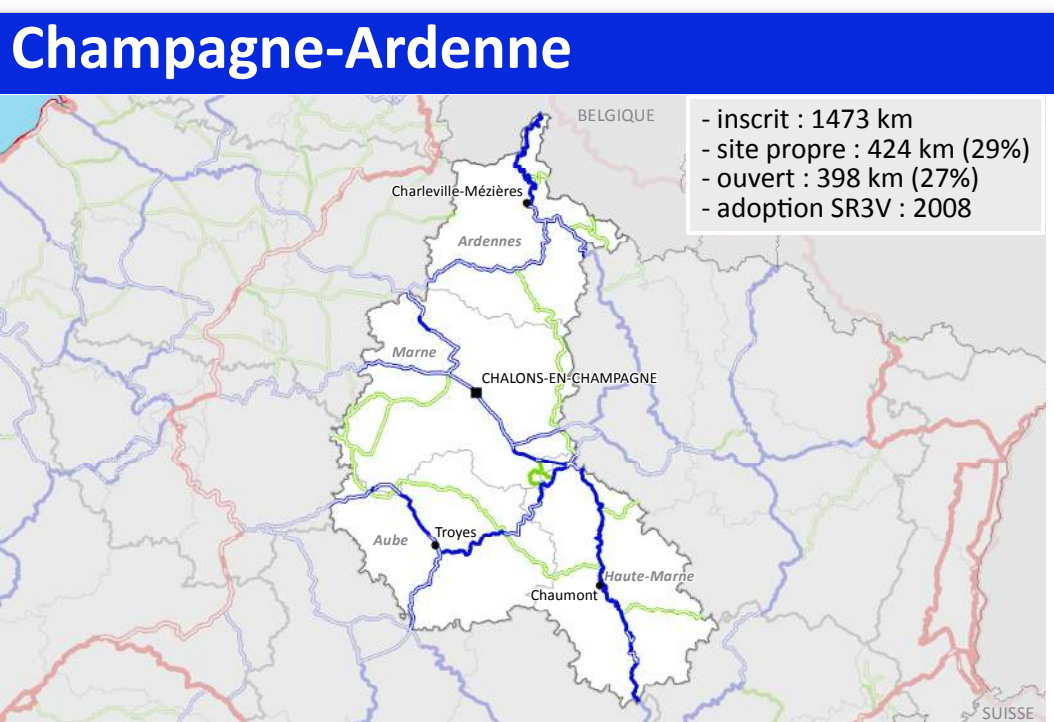 Champagne-Ardenne
BELGIQUE
- inscrit : 1473 km
- site propre : 424 km (29%)
- ouvert : 398 km (27%)
- adoption SR3V : 2008
Charleville-Mézières
Ardennes
Marne
CHALONS-EN-CHAMPAGNE
Aube
Troyes
Haute-Marne
Chaumont
SUISSE